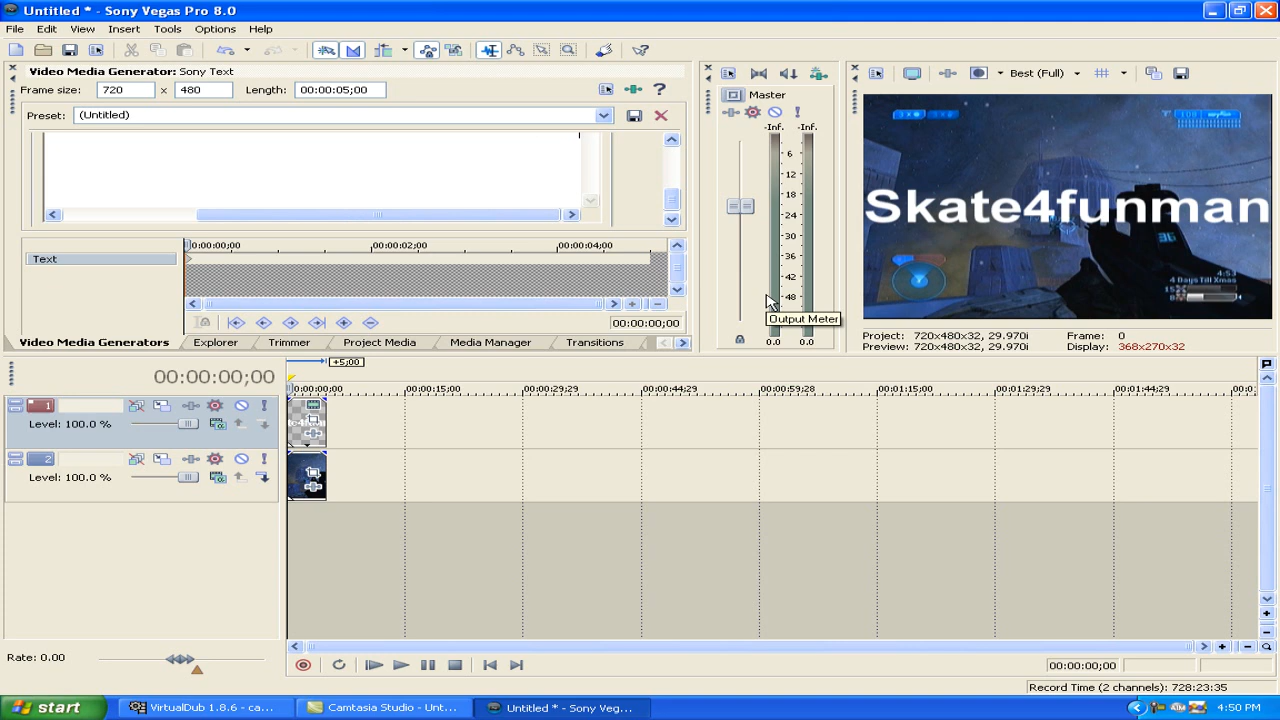 Untitled * - Sony Vegas Pro 8.0
File Edit View Insert Tools Options Help
Video Media Generator: Sony Text
Frame size: 720 x 480 Length: 00:00:05;00
Preset: (Untitled)
0:00:00;00 00:00:02;00 00:00:04;00
Text
00:00:00;00
Video Media Generators Explorer Trimmer Project Media Media Manager Transitions
Master
-Inf. -Inf.
6
12
18
24
30
36
42
48
0.0 0.0
Output Meter
Best (Full)
Skate4funman
36
4:53
4 Days Till Xmas
Project: 720x480x32, 29.970i Frame: 0
Preview: 720x480x32, 29.970i Display: 368x270x32
+5;00
00:00:00;00
0:00:00;00 00:00:15;00 00:00:29;29 00:00:44;29 00:00:59;28 00:01:15;00 00:01:29;29 00:01:44;29
1
Level: 100.0 %
2
Level: 100.0 %
Rate: 0.00
00:00:00;00
Record Time (2 channels): 728:23:35
start VirtualDub 1.8.6 - ca... Camtasia Studio - Unt... Untitled * - Sony Veg... 4:50 PM